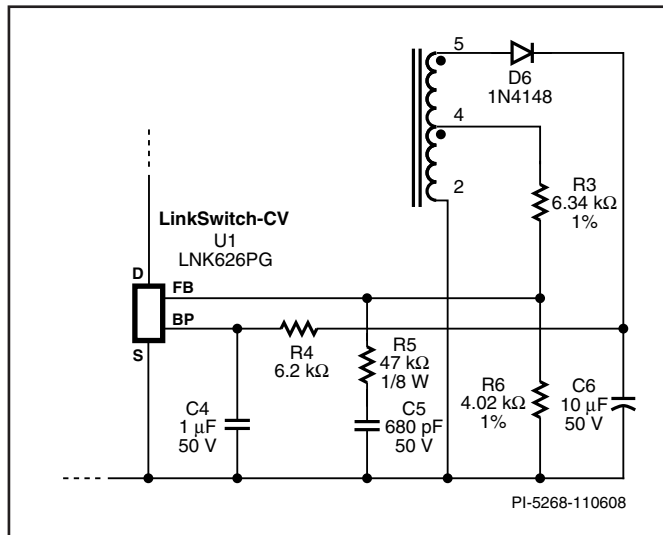 5
D6
1N4148
4
R3
6.34 kΩ
1%
2
LinkSwitch-CV
U1
LNK626PG
D
FB
BP
S
R4
6.2 kΩ
R5
47 kΩ
1/8 W
R6
4.02 kΩ
1%
C6
10 μF
50 V
C4
1 μF
50 V
C5
680 pF
50 V
PI-5268-110608